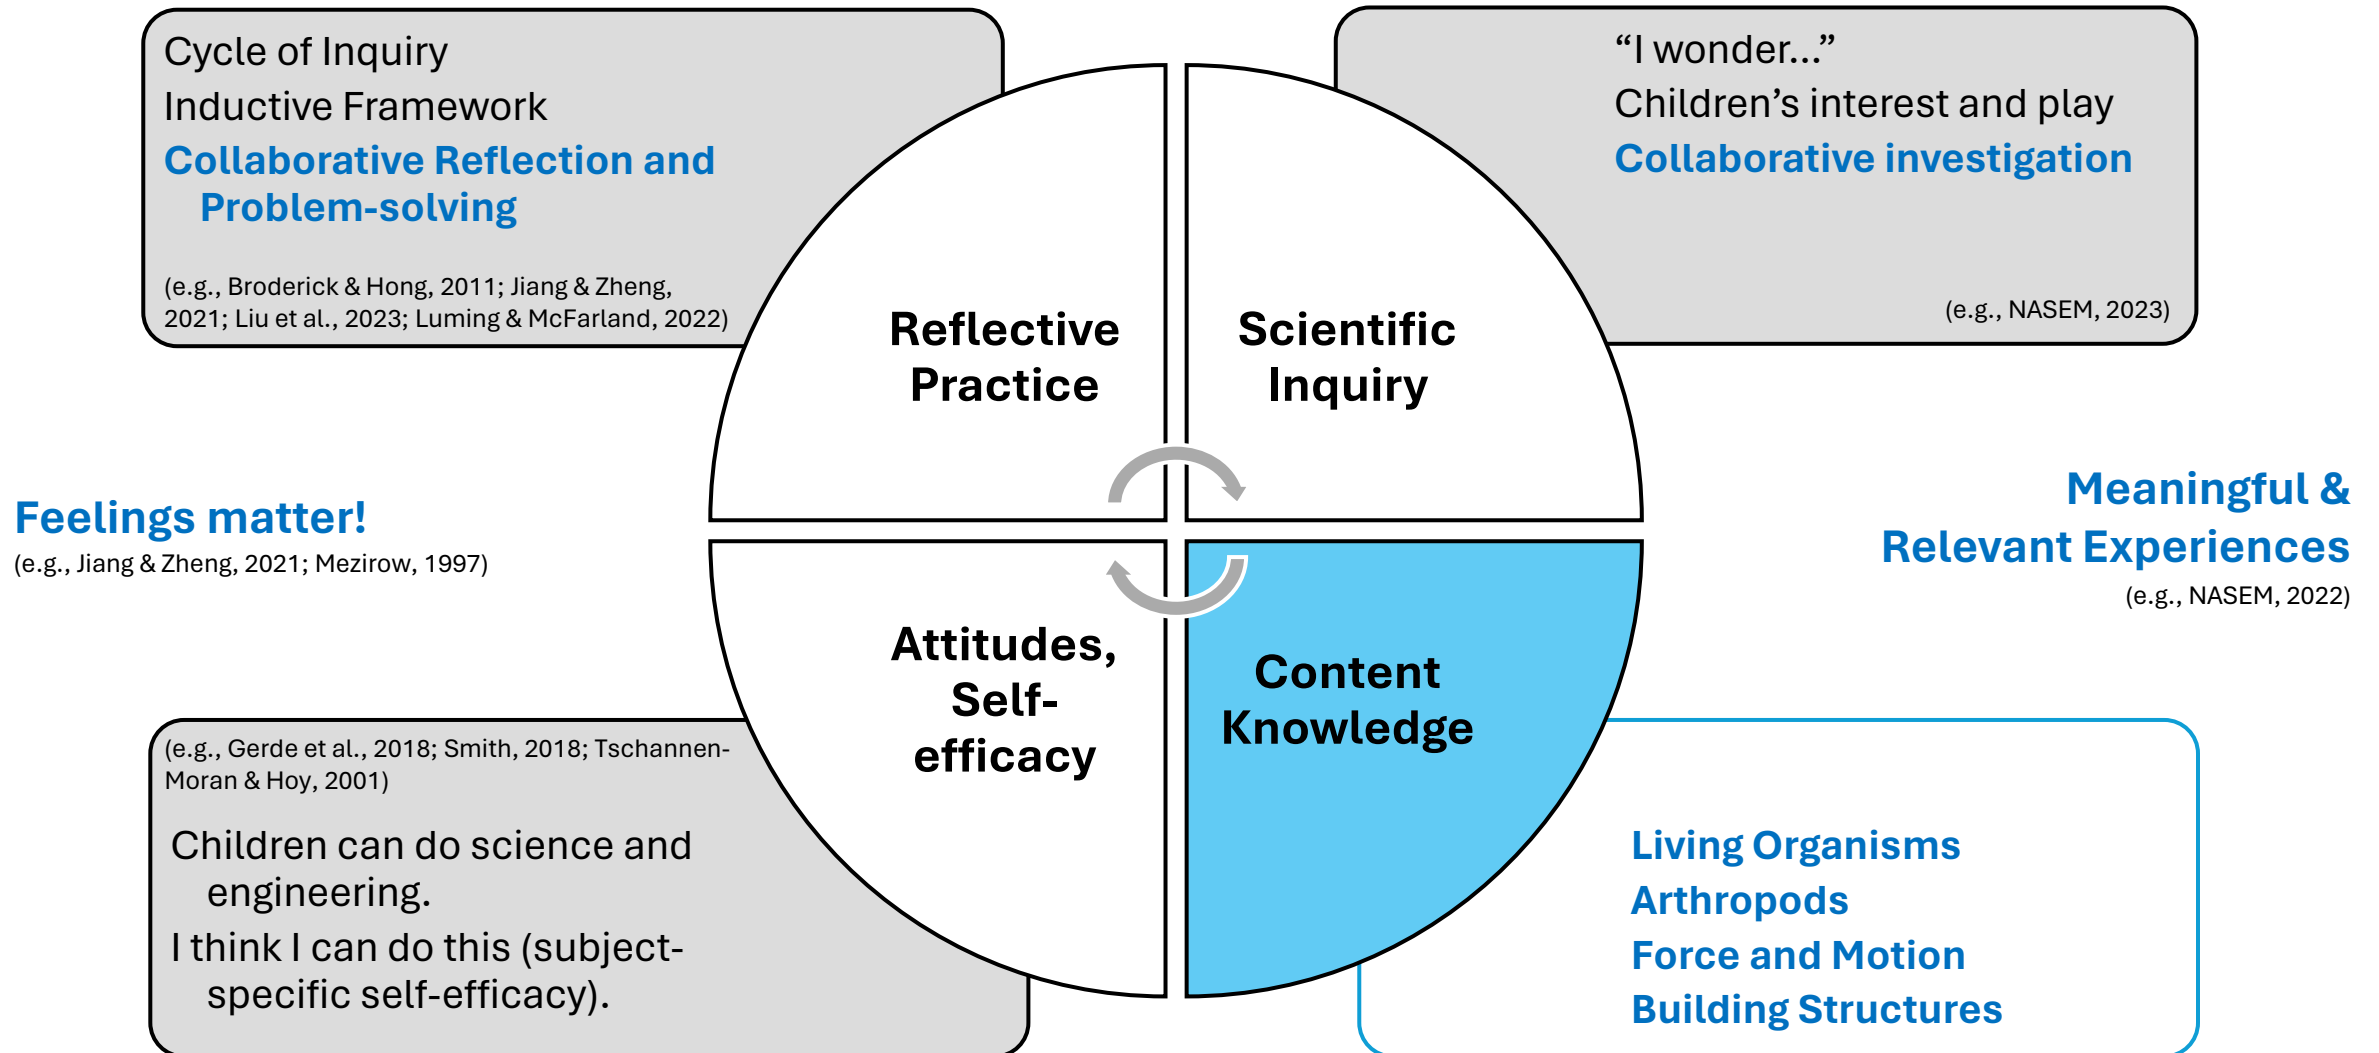 Cycle of Inquiry
Inductive Framework
Collaborative Reflection and
Problem-solving
(e.g., Broderick & Hong, 2011; Jiang & Zheng,
2021; Liu et al., 2023; Luming & McFarland, 2022)
“I wonder…”
Children’s interest and play
Collaborative investigation
(e.g., NASEM, 2023)
Reflective
Practice
Scientific
Inquiry
Feelings matter!
(e.g., Jiang & Zheng, 2021; Mezirow, 1997)
Meaningful &
Relevant Experiences
(e.g., NASEM, 2022)
Attitudes,
Self-
efficacy
Content
Knowledge
(e.g., Gerde et al., 2018; Smith, 2018; Tschannen-
Moran & Hoy, 2001)
Children can do science and
engineering.
I think I can do this (subject-
specific self-efficacy).
Living Organisms
Arthropods
Force and Motion
Building Structures